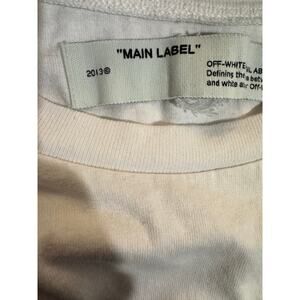 "MAIN LABEL"
2013©
OFF-WHITE
Defining the
and white